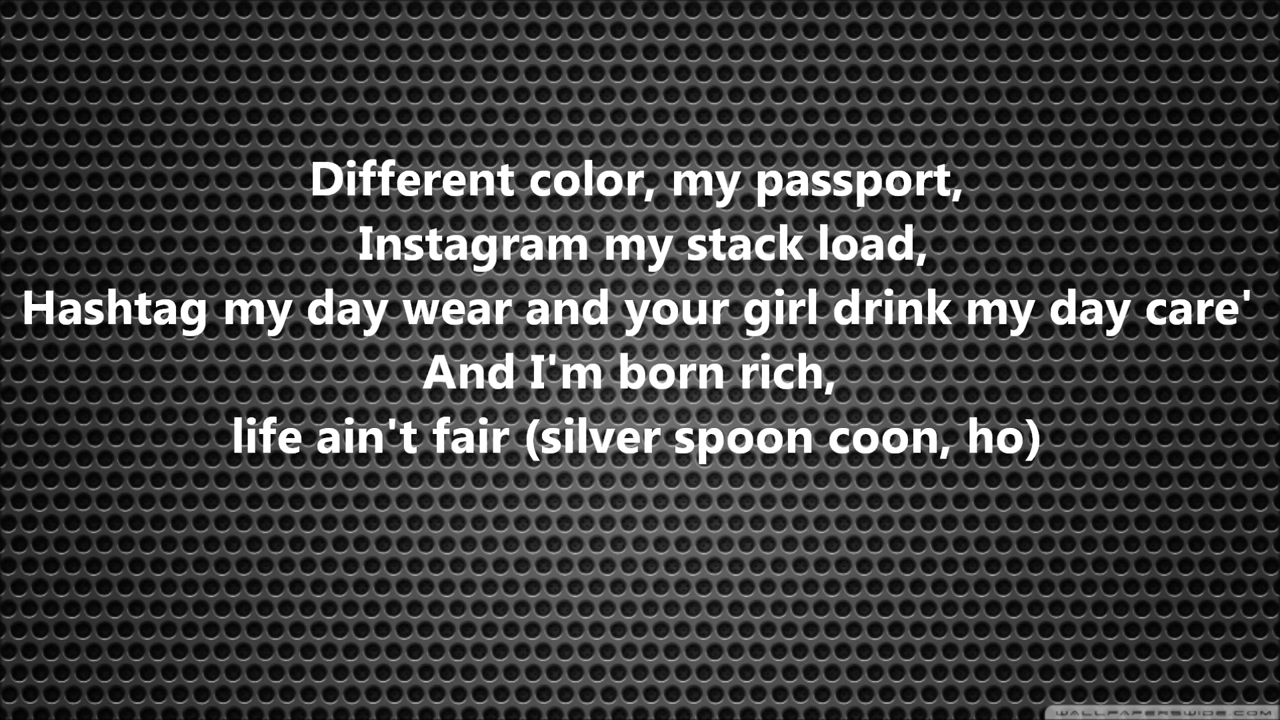 Different color, my passport,
Instagram my stack load,
Hashtag my day wear and your girl drink my day care'
And I'm born rich,
life ain't fair (silver spoon coon, ho)
WALLPAPERSWIDE.COM